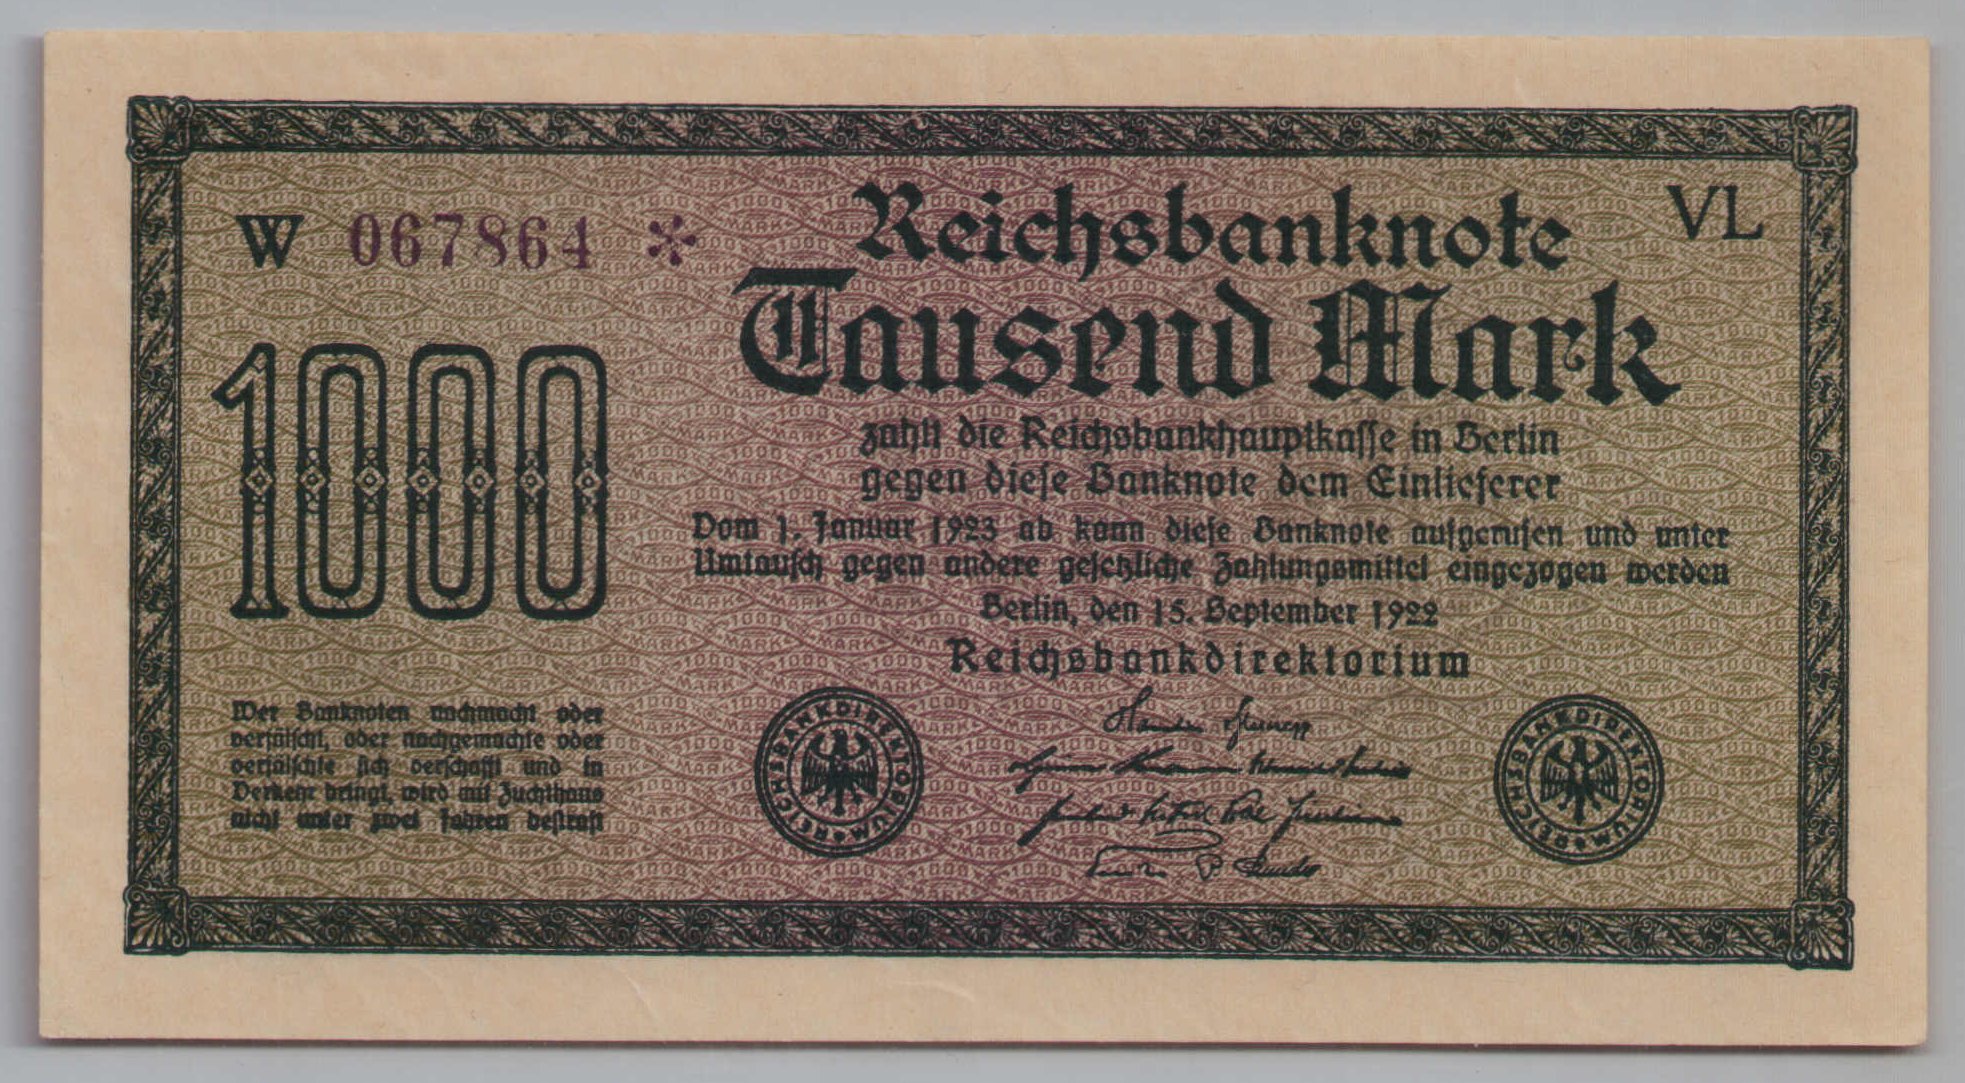 W 067864 *
Reichsbanknote
VL
Tausend Mark
1000
zahlt die Reichsbankhauptkasse in Berlin
gegen diese Banknote dem Einlieferer
Vom 1. Januar 1923 ab kann diese Banknote aufgerufen und unter
Umtausch gegen andere gesetzliche Zahlungsmittel eingezogen werden
Berlin, den 15. September 1922
Reichsbankdirektorium
Wer Banknoten nachmacht oder
verfälscht, oder nachgemachte oder
verfälschte sich verschafft und in
Verkehr bringt, wird mit Zuchthaus
nicht unter zwei Jahren bestraft
REICHSBANKDIREKTORIUM
REICHSBANKDIREKTORIUM